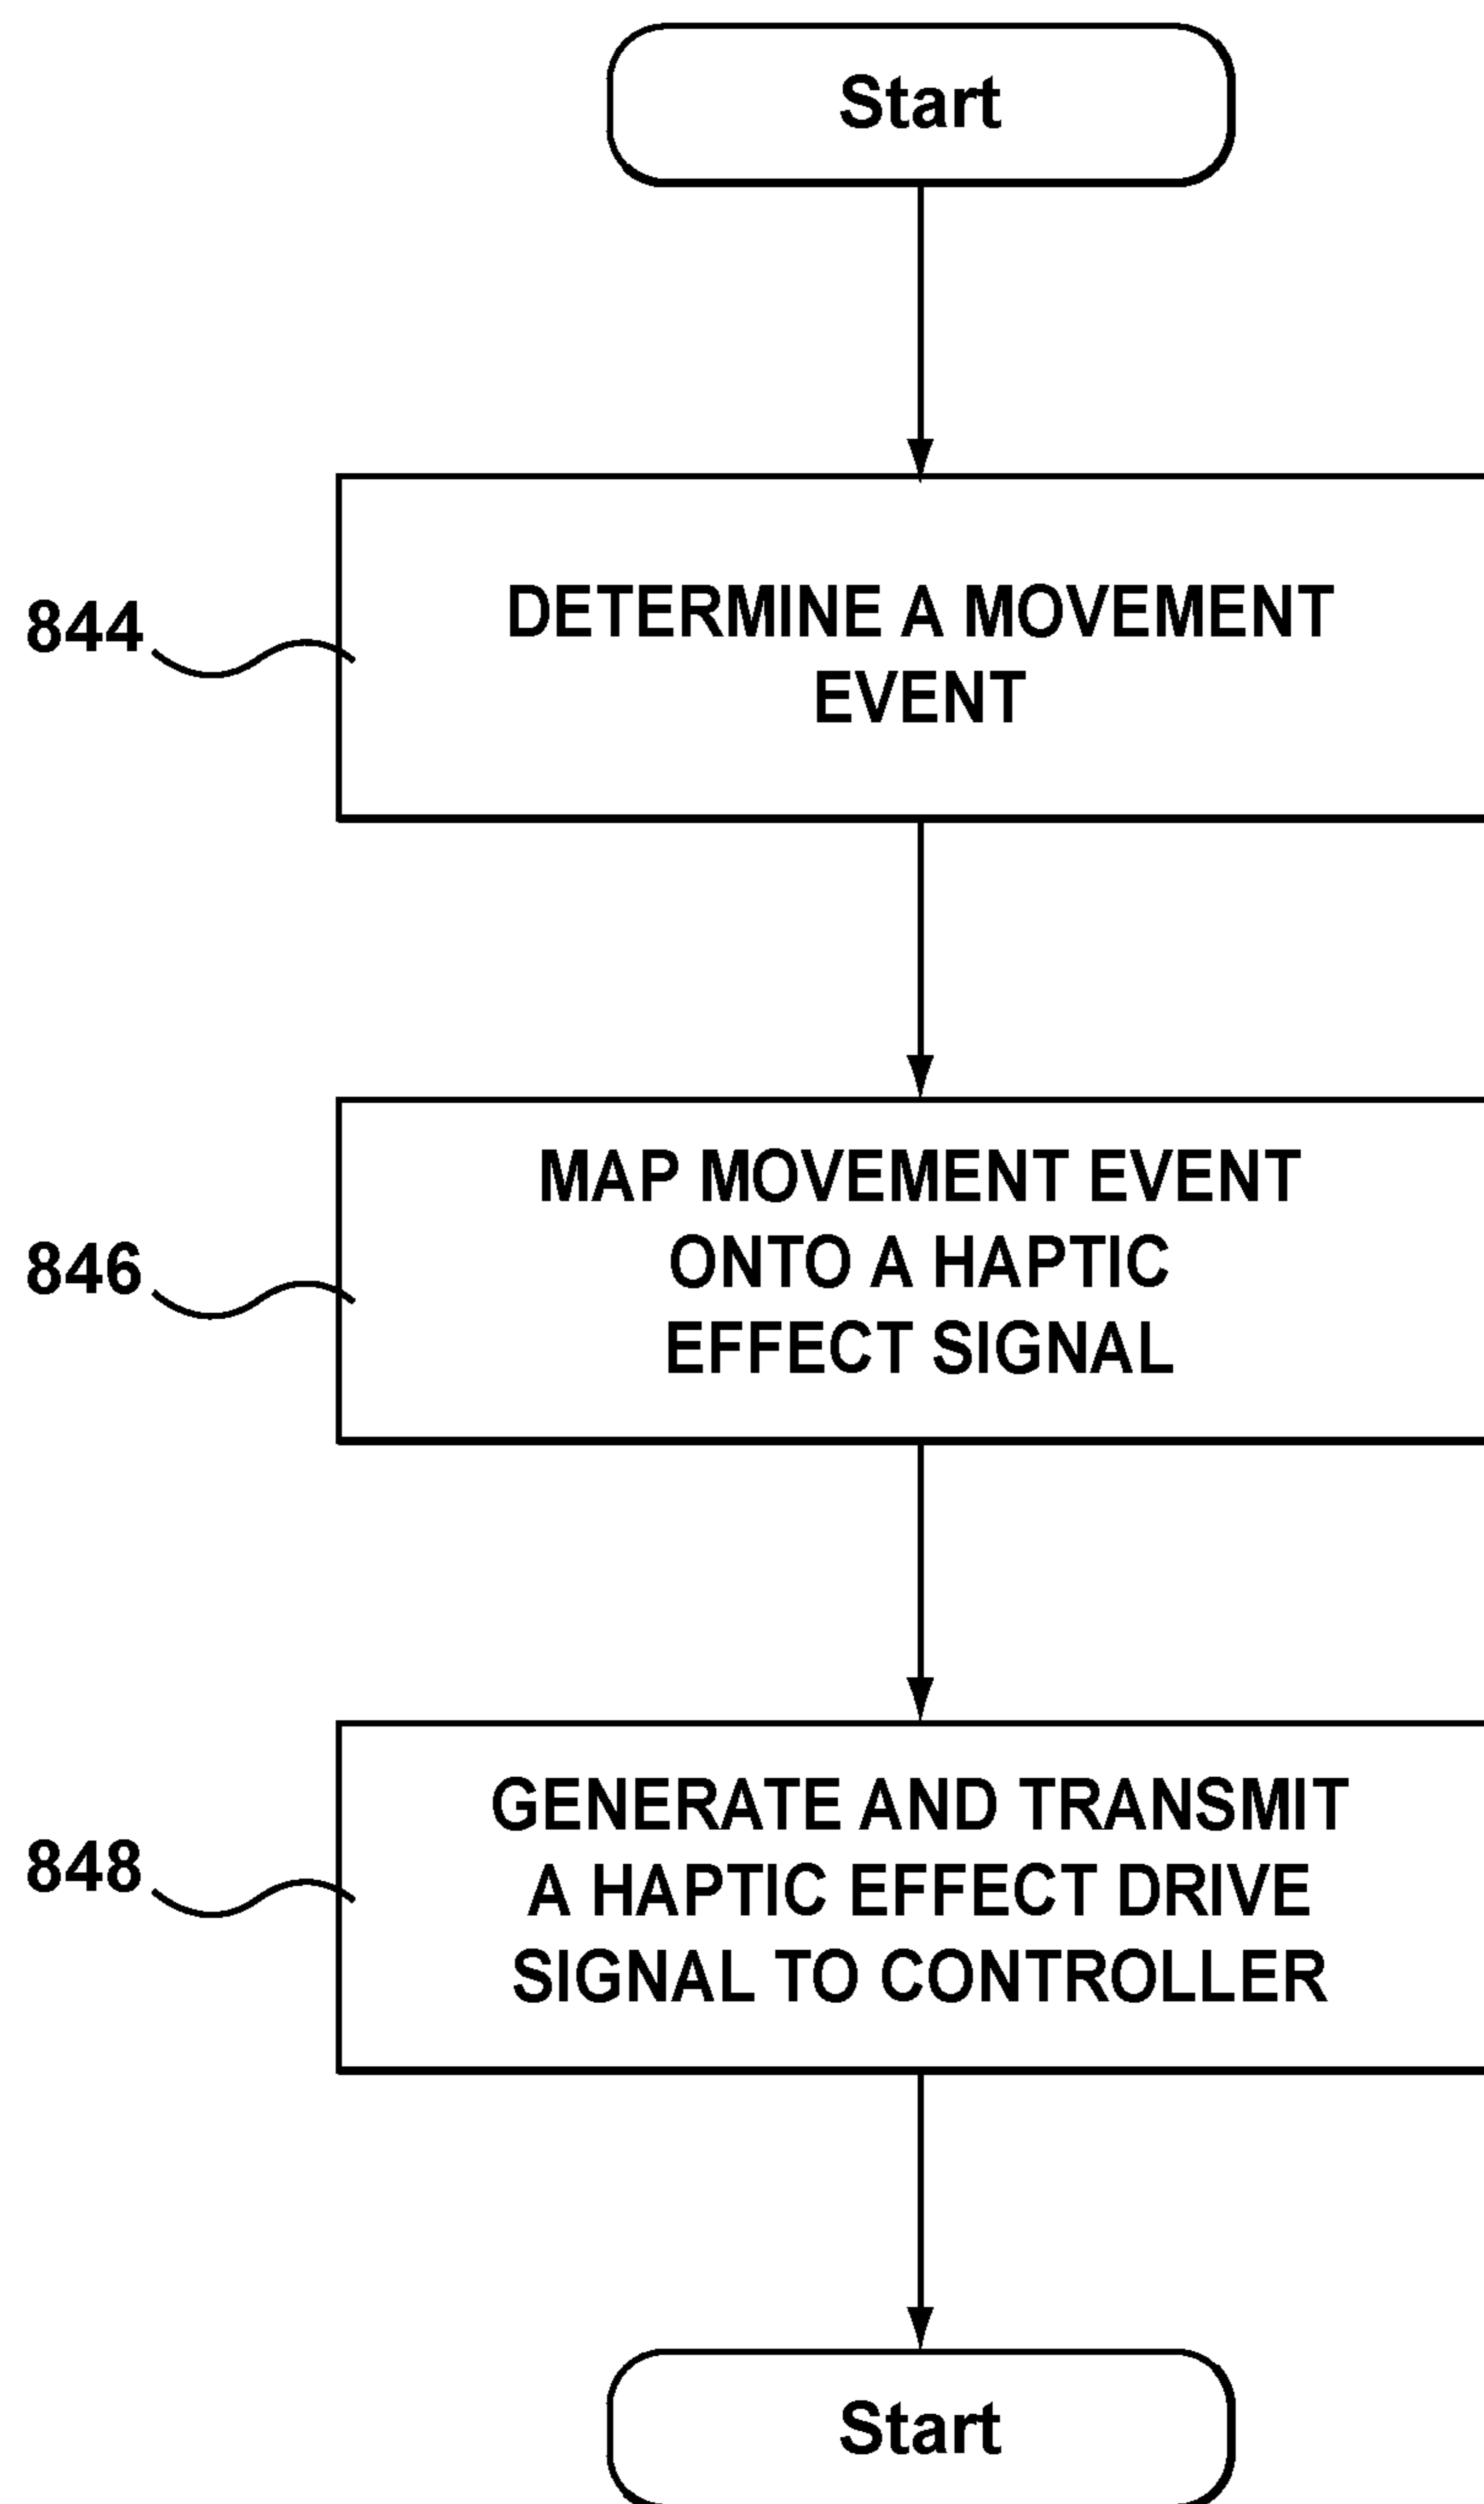 Start
844
DETERMINE A MOVEMENT
EVENT
846
MAP MOVEMENT EVENT
ONTO A HAPTIC
EFFECT SIGNAL
848
GENERATE AND TRANSMIT
A HAPTIC EFFECT DRIVE
SIGNAL TO CONTROLLER
Start